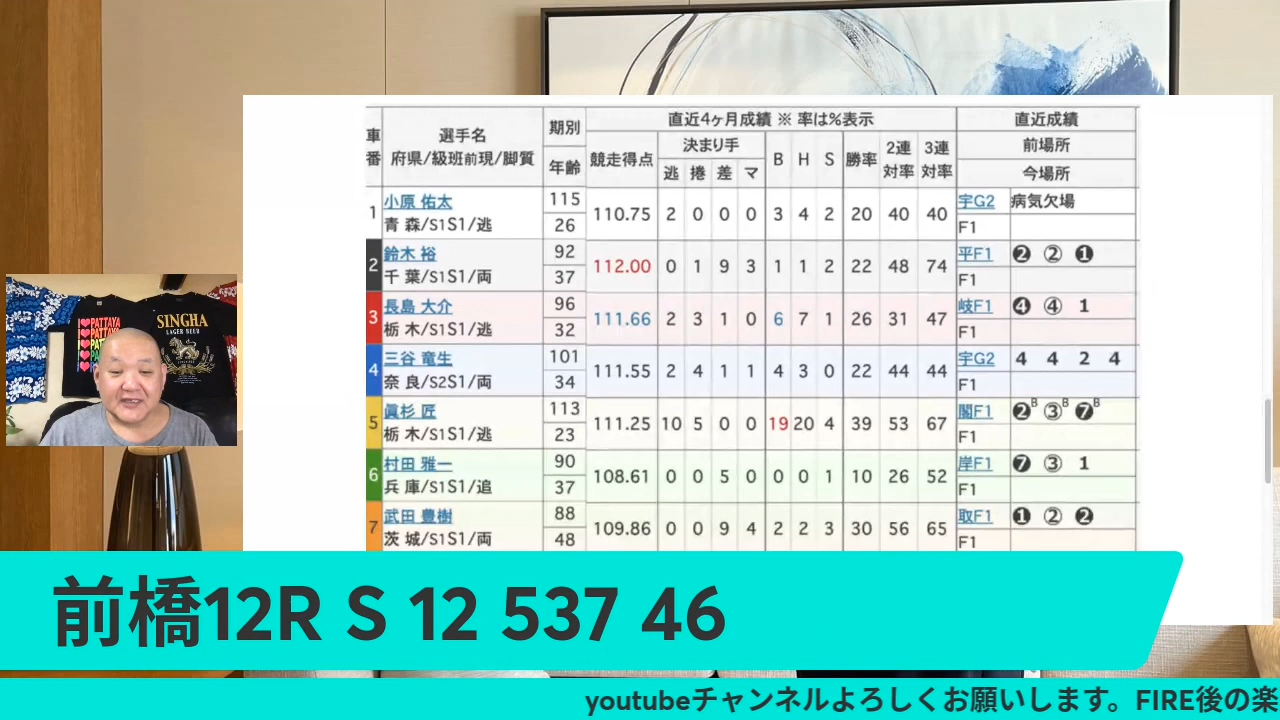 車番 選手名 府県/級班前現/脚質 期別 年齢 競走得点 直近4ヶ月成績 ※ 率は%表示 直近成績
決まり手 B H S 勝率 2連対率 3連対率 前場所
逃 捲 差 マ 今場所
1 小原 佑太 115 110.75 2 0 0 0 3 4 2 20 40 40 宇G2 病気欠場
青 森/S1S1/逃 26 F1
2 鈴木 裕 92 112.00 0 1 9 3 1 1 2 22 48 74 平F1 ❷ ② ❶
千 葉/S1S1/両 37 F1
3 長島 大介 96 111.66 2 3 1 0 6 7 1 26 31 47 岐F1 ❹ ④ 1
栃 木/S1S1/逃 32 F1
4 三谷 竜生 101 111.55 2 4 1 1 4 3 0 22 44 44 宇G2 4 4 2 4
奈 良/S2S1/両 34 F1
5 眞杉 匠 113 111.25 10 5 0 0 19 20 4 39 53 67 閣F1 ❷B ③B ❼B
栃 木/S1S1/逃 23 F1
6 村田 雅一 90 108.61 0 0 5 0 0 0 1 10 26 52 岸F1 ❼ ③ 1
兵 庫/S1S1/追 37 F1
7 武田 豊樹 88 109.86 0 0 9 4 2 2 3 30 56 65 取F1 ❶ ② ❷
茨 城/S1S1/両 48 F1
I❤PATTAYA
I❤PATTAYA
I❤PATTAYA
SINGHA
LAGER BEER
前橋12R S 12 537 46
youtubeチャンネルよろしくお願いします。FIRE後の楽